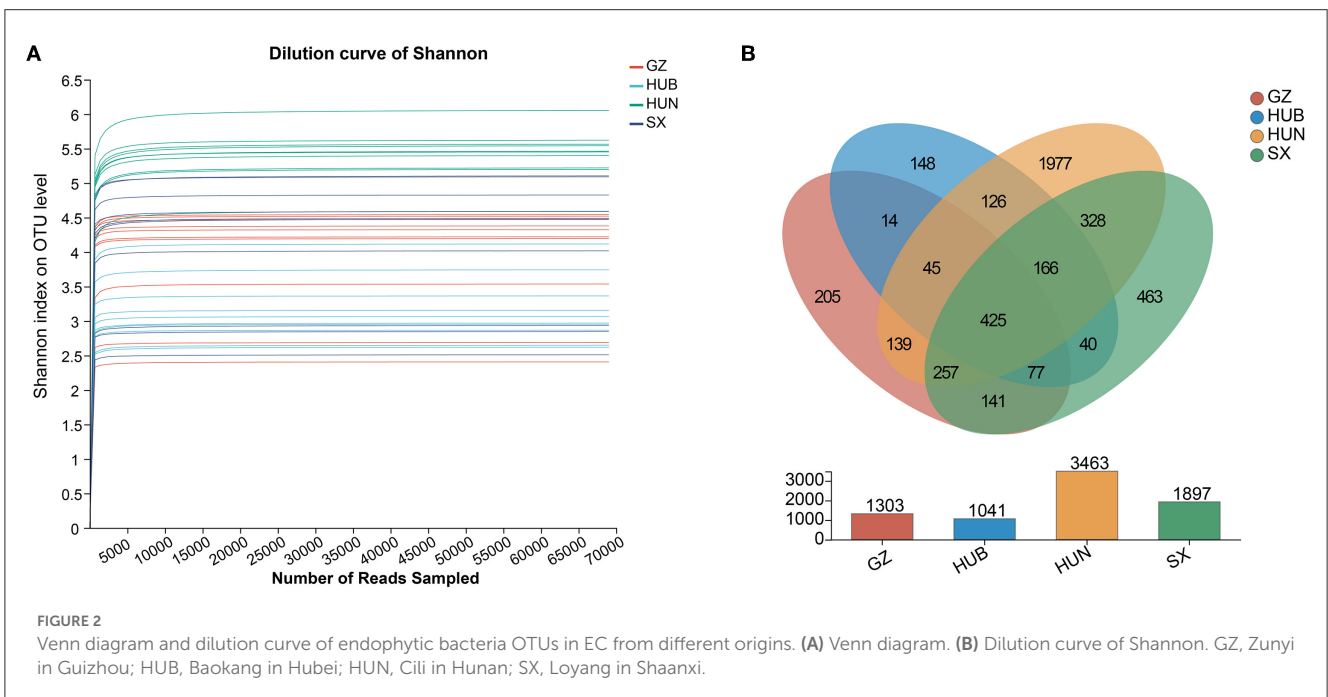 A
Dilution curve of Shannon
6.5
6
5.5
5
4.5
4
3.5
3
2.5
2
1.5
1
0.5
0
Shannon index on OTU level
5000 10000 15000 20000 25000 30000 35000 40000 45000 50000 55000 60000 65000 70000
Number of Reads Sampled
GZ
HUB
HUN
SX
B
GZ
HUB
HUN
SX
148 1977
126
14 328
45 166
205 463
425
139 40
257 77
141
3000
2000
1000
0
1303 1041 3463 1897
GZ HUB HUN SX
FIGURE 2
Venn diagram and dilution curve of endophytic bacteria OTUs in EC from different origins. (A) Venn diagram. (B) Dilution curve of Shannon. GZ, Zunyi
in Guizhou; HUB, Baokang in Hubei; HUN, Cili in Hunan; SX, Loyang in Shaanxi.